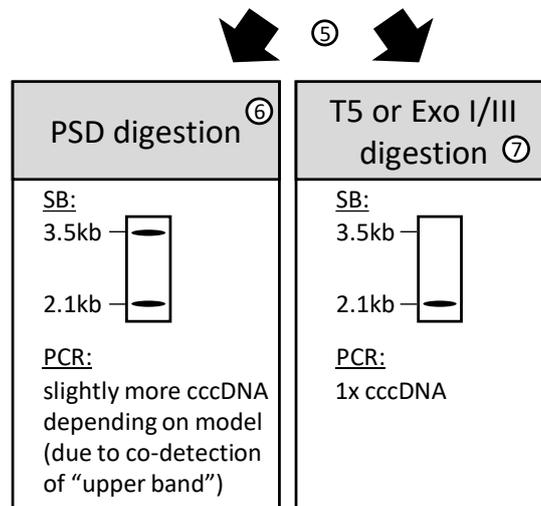 ⑤
PSD digestion ⑥
SB:
3.5kb
2.1kb
PCR:
slightly more cccDNA
depending on model
(due to co-detection
of “upper band”)
T5 or Exo I/III
digestion ⑦
SB:
3.5kb
2.1kb
PCR:
1x cccDNA